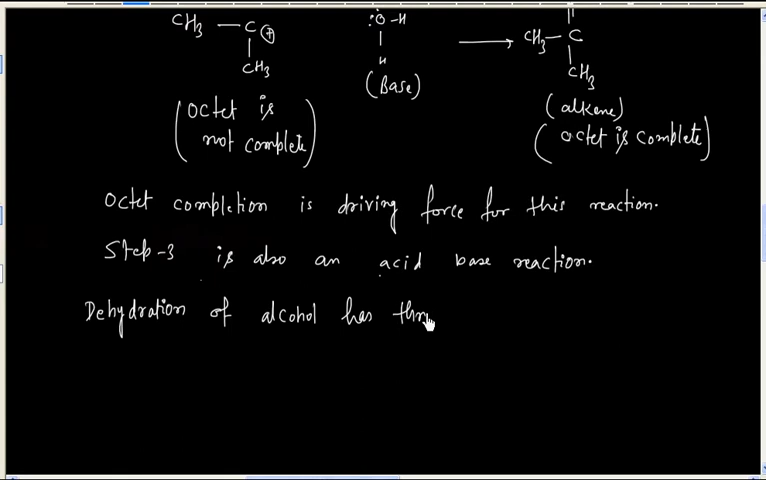 CH3 — C ⊕ :Ö–H ⟶ CH3 — C
CH3 H CH3
(Base) (alkene)
(Octet is (Octet is complete)
not complete)
Octet completion is driving force for this reaction.
Step-3 is also an acid base reaction.
Dehydration of alcohol has thr